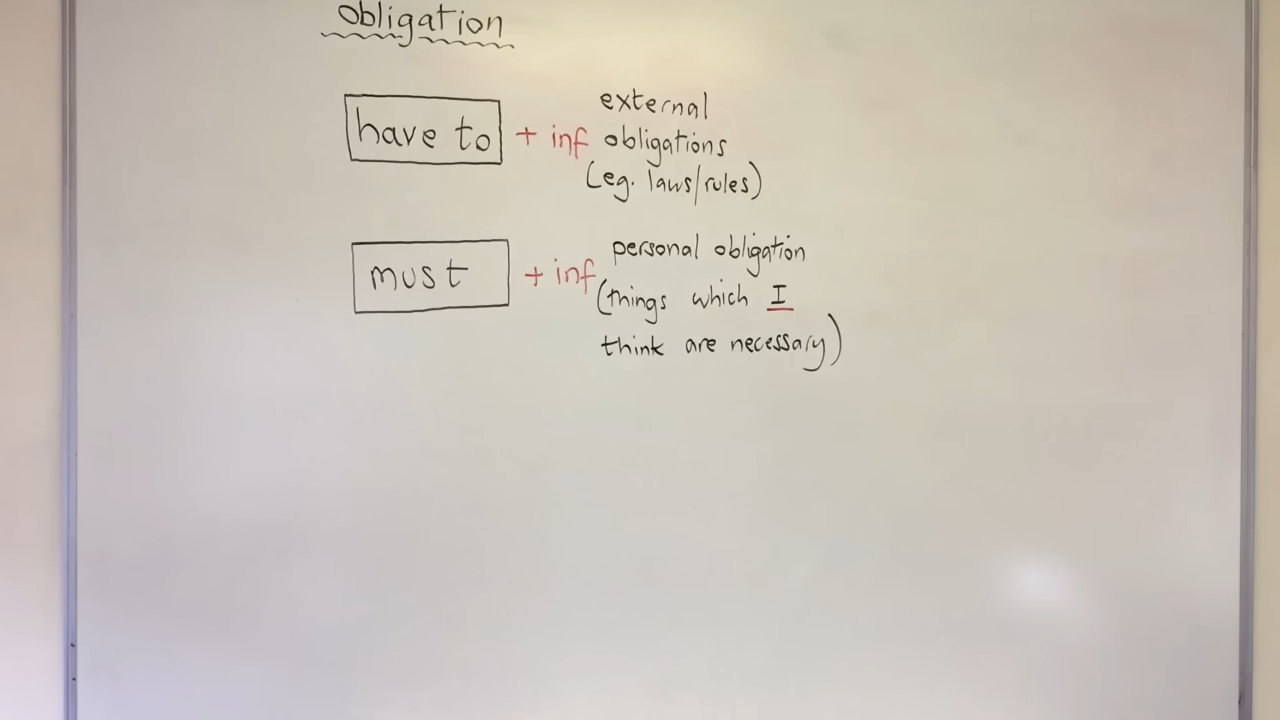 obligation
have to + inf external obligations
(eg. laws/rules)
must + inf personal obligation
(things which I
think are necessary)